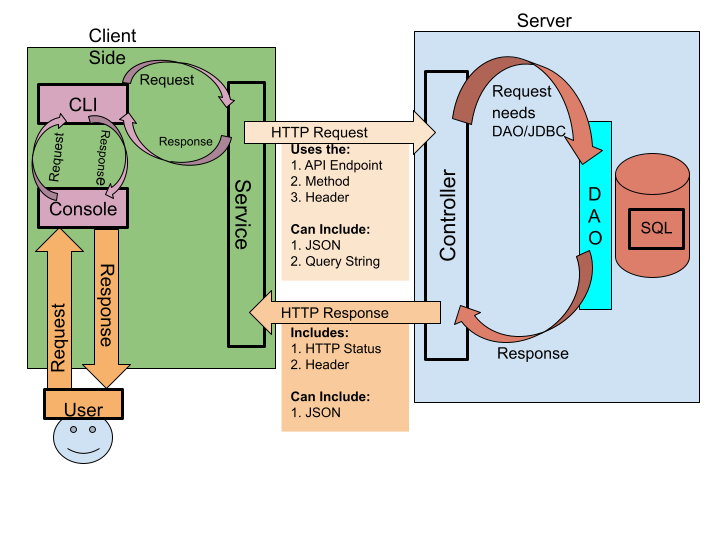 Client
Side
Server
CLI
Request
Response
Request
Response
Console
Service
Request
Response
User
HTTP Request
Uses the:
1. API Endpoint
2. Method
3. Header
Can Include:
1. JSON
2. Query String
HTTP Response
Includes:
1. HTTP Status
2. Header
Can Include:
1. JSON
Controller
Request
needs
DAO/JDBC
D
A
O
SQL
Response